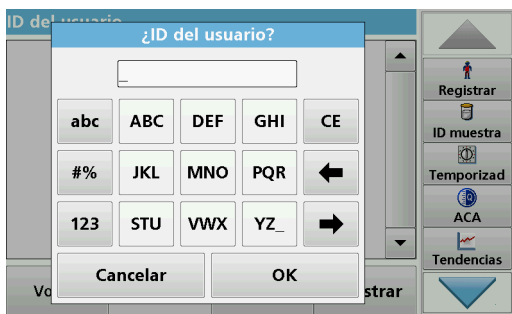 ID del usuario
¿ID del usuario?
_
abc ABC DEF GHI CE
#% JKL MNO PQR
123 STU VWX YZ_
Cancelar OK
Vo
strar
Registrar
ID muestra
Temporizad
ACA
Tendencias